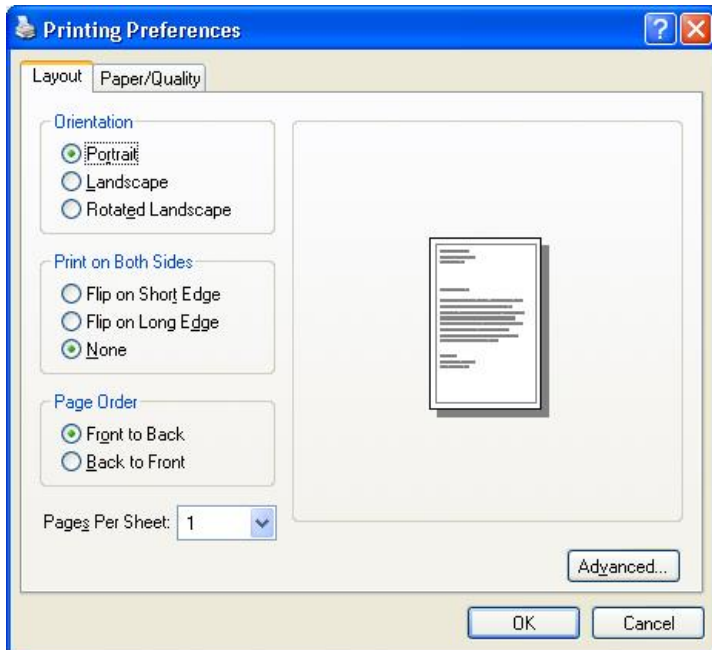 Printing Preferences
Layout Paper/Quality
Orientation
Portrait
Landscape
Rotated Landscape
Print on Both Sides
Flip on Short Edge
Flip on Long Edge
None
Page Order
Front to Back
Back to Front
Pages Per Sheet: 1
Advanced...
OK Cancel